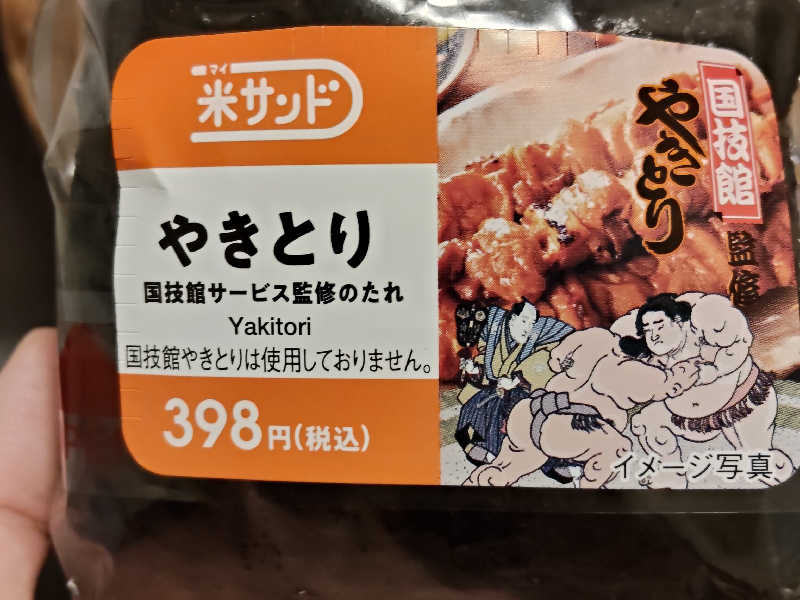 マイ
米サンド
やきとり
国技館サービス監修のたれ
Yakitori
国技館やきとりは使用しておりません。
398円(税込)
国技館
やきとり
監修
イメージ写真